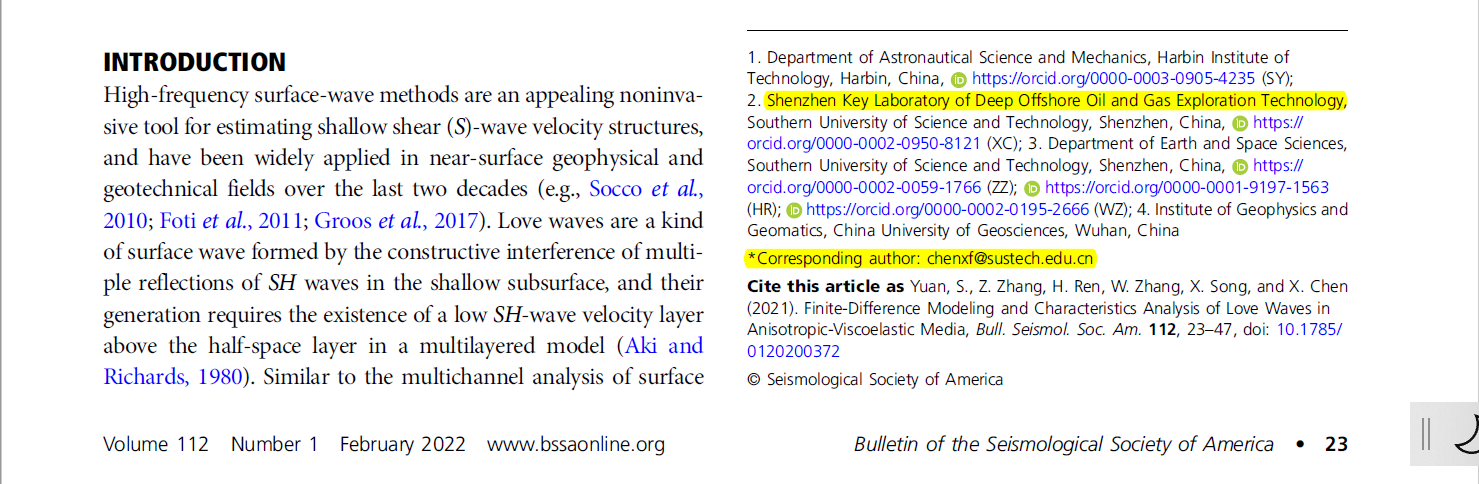 INTRODUCTION
High-frequency surface-wave methods are an appealing noninva-
sive tool for estimating shallow shear (S)-wave velocity structures,
and have been widely applied in near-surface geophysical and
geotechnical fields over the last two decades (e.g., Socco et al.,
2010; Foti et al., 2011; Groos et al., 2017). Love waves are a kind
of surface wave formed by the constructive interference of multi-
ple reflections of SH waves in the shallow subsurface, and their
generation requires the existence of a low SH-wave velocity layer
above the half-space layer in a multilayered model (Aki and
Richards, 1980). Similar to the multichannel analysis of surface
1. Department of Astronautical Science and Mechanics, Harbin Institute of
Technology, Harbin, China, iD https://orcid.org/0000-0003-0905-4235 (SY);
2. Shenzhen Key Laboratory of Deep Offshore Oil and Gas Exploration Technology,
Southern University of Science and Technology, Shenzhen, China, iD https://
orcid.org/0000-0002-0950-8121 (XC); 3. Department of Earth and Space Sciences,
Southern University of Science and Technology, Shenzhen, China, iD https://
orcid.org/0000-0002-0059-1766 (ZZ); iD https://orcid.org/0000-0001-9197-1563
(HR); iD https://orcid.org/0000-0002-0195-2666 (WZ); 4. Institute of Geophysics and
Geomatics, China University of Geosciences, Wuhan, China
*Corresponding author: chenxf@sustech.edu.cn
Cite this article as Yuan, S., Z. Zhang, H. Ren, W. Zhang, X. Song, and X. Chen
(2021). Finite-Difference Modeling and Characteristics Analysis of Love Waves in
Anisotropic-Viscoelastic Media, Bull. Seismol. Soc. Am. 112, 23–47, doi: 10.1785/
0120200372
© Seismological Society of America
Volume 112 Number 1 February 2022 www.bssaonline.org
Bulletin of the Seismological Society of America • 23